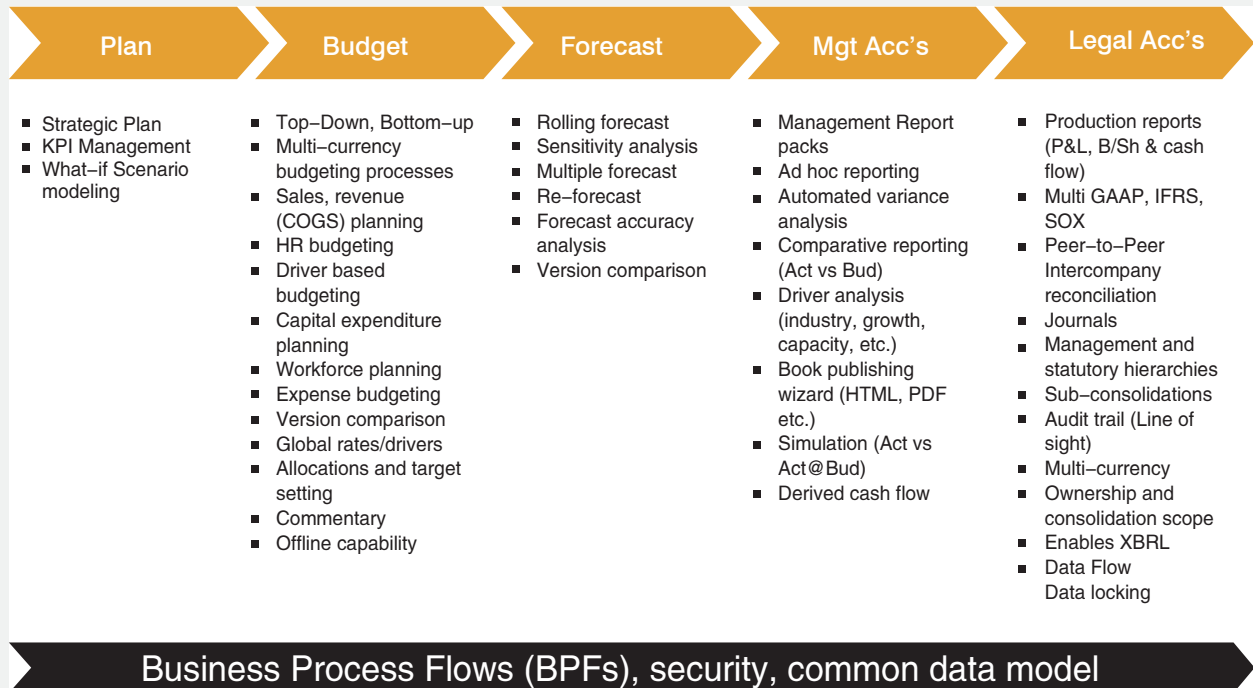 Plan
Budget
Forecast
Mgt Acc's
Legal Acc's
Strategic Plan
KPI Management
What–if Scenario
modeling
Top–Down, Bottom–up
Multi–currency
budgeting processes
Sales, revenue
(COGS) planning
HR budgeting
Driver based
budgeting
Capital expenditure
planning
Workforce planning
Expense budgeting
Version comparison
Global rates/drivers
Allocations and target
setting
Commentary
Offline capability
Rolling forecast
Sensitivity analysis
Multiple forecast
Re–forecast
Forecast accuracy
analysis
Version comparison
Management Report
packs
Ad hoc reporting
Automated variance
analysis
Comparative reporting
(Act vs Bud)
Driver analysis
(industry, growth,
capacity, etc.)
Book publishing
wizard (HTML, PDF
etc.)
Simulation (Act vs
Act@Bud)
Derived cash flow
Production reports
(P&L, B/Sh & cash
flow)
Multi GAAP, IFRS,
SOX
Peer–to–Peer
Intercompany
reconciliation
Journals
Management and
statutory hierarchies
Sub–consolidations
Audit trail (Line of
sight)
Multi–currency
Ownership and
consolidation scope
Enables XBRL
Data Flow
Data locking
Business Process Flows (BPFs), security, common data model